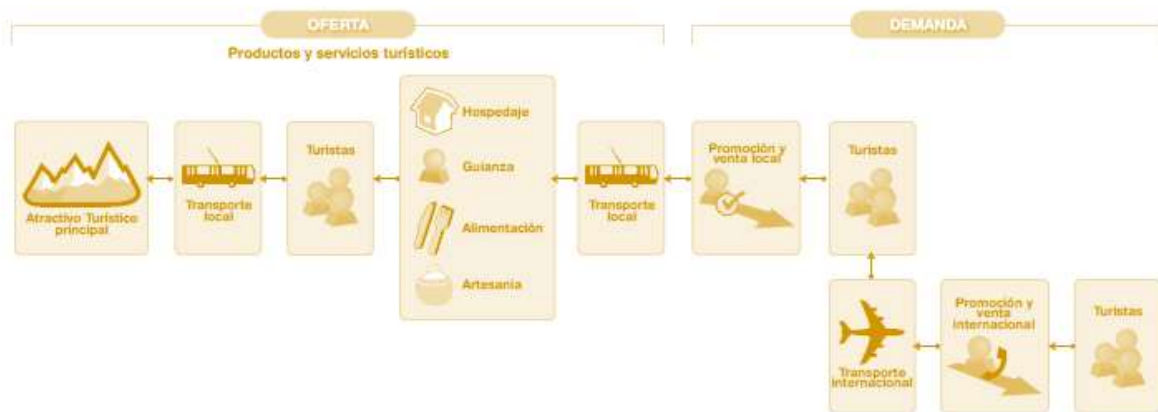 OFERTA
DEMANDA
Productos y servicios turísticos
Atractivo Turístico
principal
Transporte
local
Turistas
Hospedaje
Guianza
Alimentación
Artesanía
Transporte
local
Promoción y
venta local
Turistas
Transporte
internacional
Promoción y
venta
internacional
Turistas